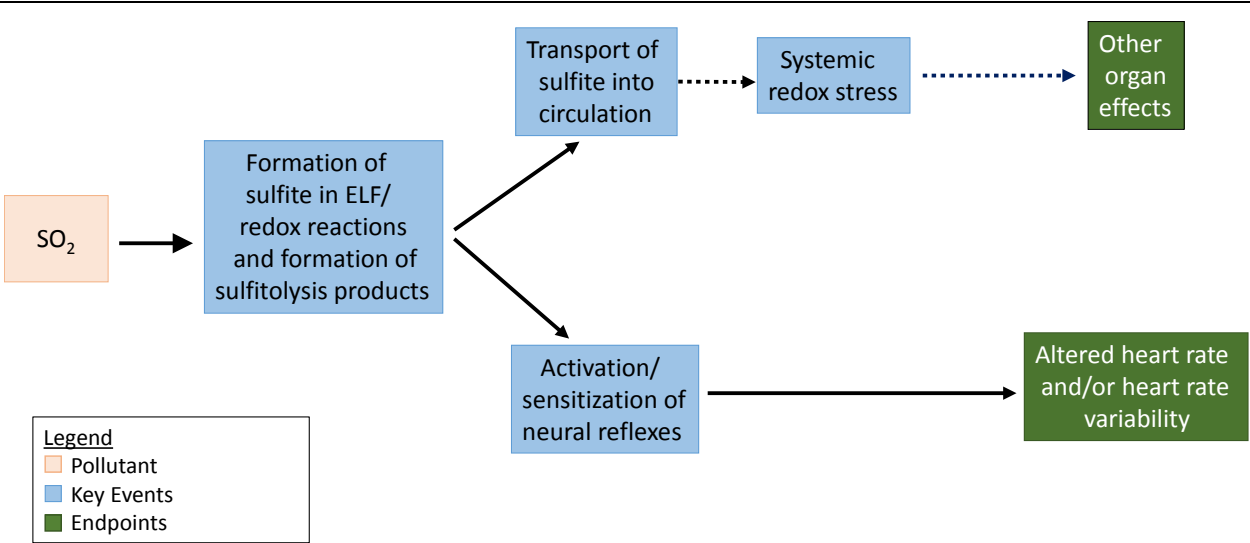 SO2
Formation of
sulfite in ELF/
redox reactions
and formation of
sulfitolysis products
Transport of
sulfite into
circulation
Systemic
redox stress
Other
organ
effects
Activation/
sensitization of
neural reflexes
Altered heart rate
and/or heart rate
variability
Legend
Pollutant
Key Events
Endpoints